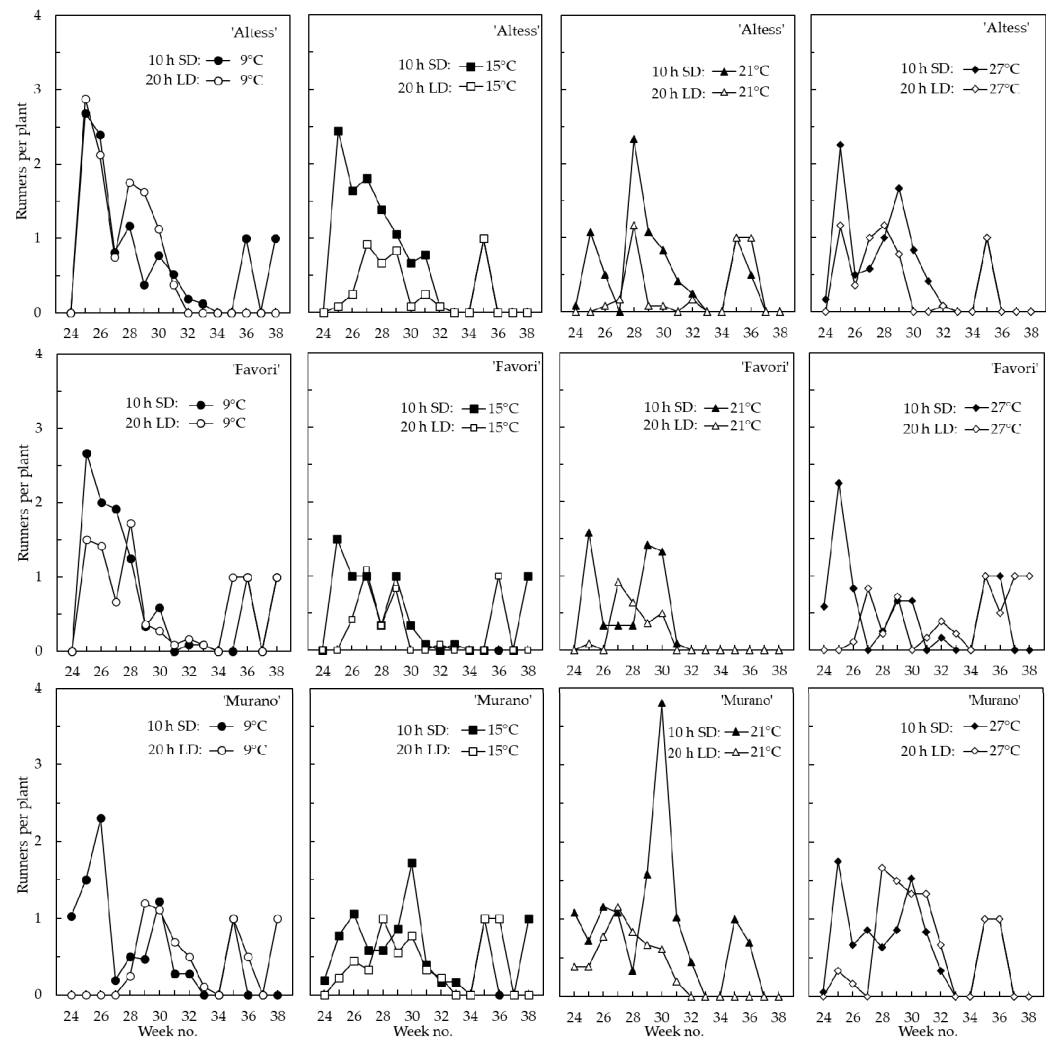 4
3
2
1
0
Runners per plant
'Altess'
10 h SD: 9°C
20 h LD: 9°C
24 26 28 30 32 34 36 38
'Altess'
10 h SD: 15°C
20 h LD: 15°C
24 26 28 30 32 34 36 38
'Altess'
10 h SD: 21°C
20 h LD: 21°C
24 26 28 30 32 34 36 38
'Altess'
10 h SD: 27°C
20 h LD: 27°C
24 26 28 30 32 34 36 38
4
3
2
1
0
Runners per plant
'Favori'
10 h SD: 9°C
20 h LD: 9°C
24 26 28 30 32 34 36 38
'Favori'
10 h SD: 15°C
20 h LD: 15°C
24 26 28 30 32 34 36 38
'Favori'
10 h SD: 21°C
20 h LD: 21°C
24 26 28 30 32 34 36 38
'Favori'
10 h SD: 27°C
20 h LD: 27°C
24 26 28 30 32 34 36 38
4
3
2
1
0
Runners per plant
'Murano'
10 h SD: 9°C
20 h LD: 9°C
24 26 28 30 32 34 36 38
Week no.
'Murano'
10 h SD: 15°C
20 h LD: 15°C
24 26 28 30 32 34 36 38
Week no.
'Murano'
10 h SD: 21°C
20 h LD: 21°C
24 26 28 30 32 34 36 38
Week no.
'Murano'
10 h SD: 27°C
20 h LD: 27°C
24 26 28 30 32 34 36 38
Week no.